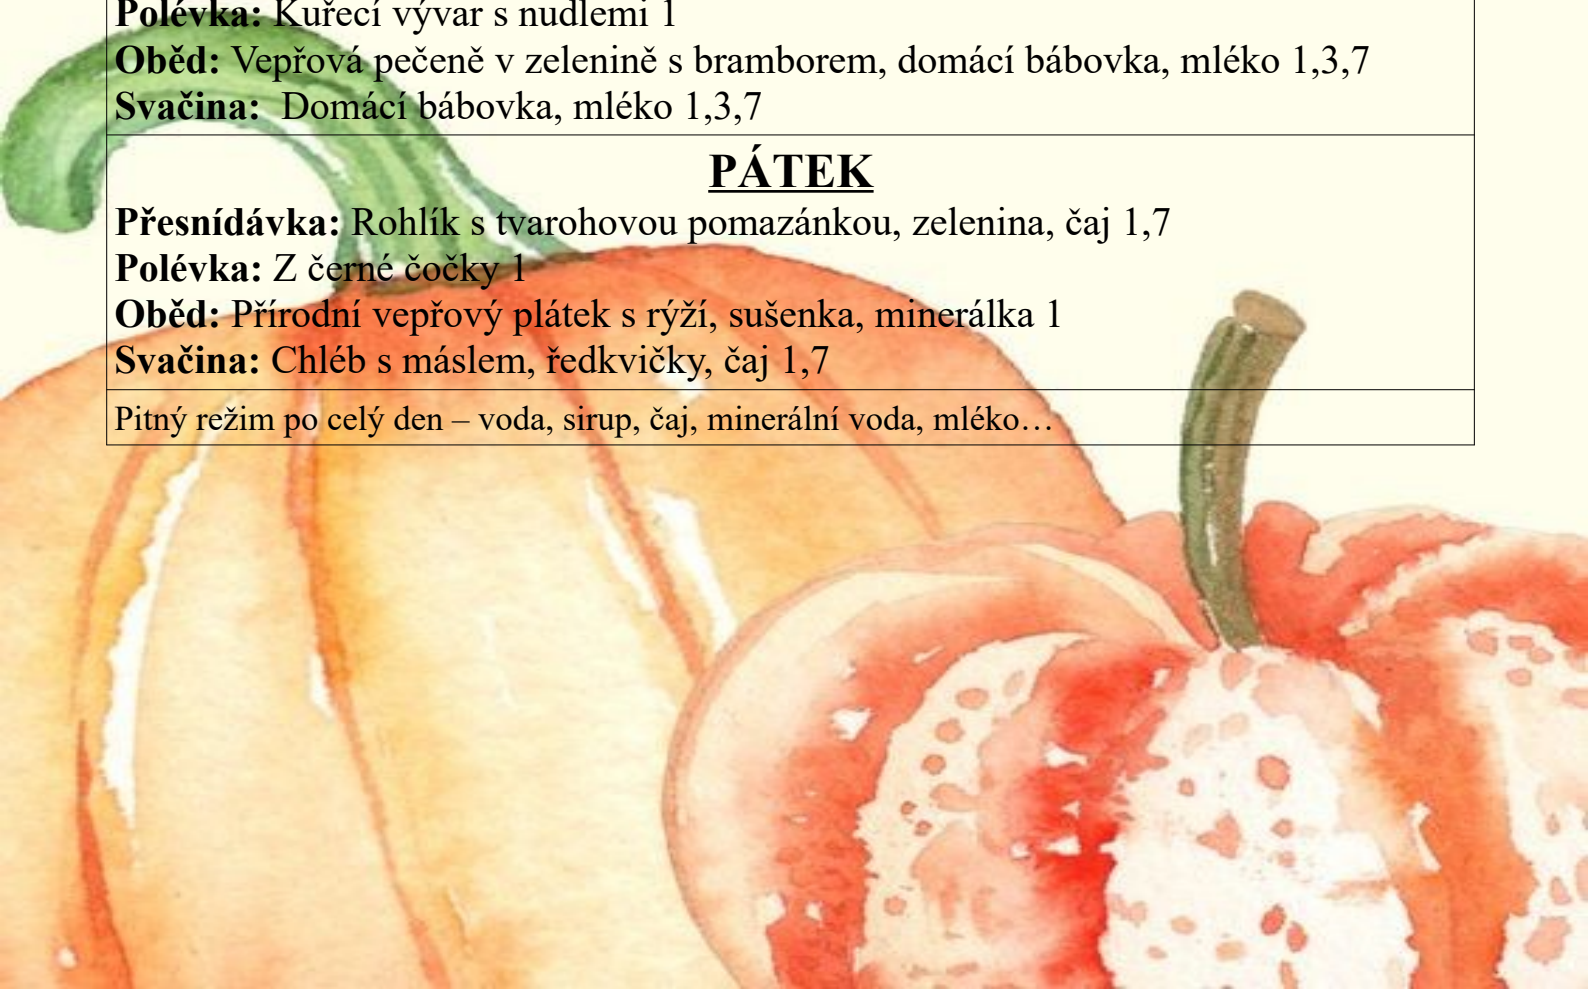 Polévka: Kuřecí vývar s nudlemi 1
Oběd: Vepřová pečeně v zelenině s bramborem, domácí bábovka, mléko 1,3,7
Svačina: Domácí bábovka, mléko 1,3,7
PÁTEK
Přesnídávka: Rohlík s tvarohovou pomazánkou, zelenina, čaj 1,7
Polévka: Z černé čočky 1
Oběd: Přírodní vepřový plátek s rýží, sušenka, minerálka 1
Svačina: Chléb s máslem, ředkvičky, čaj 1,7
Pitný režim po celý den – voda, sirup, čaj, minerální voda, mléko…